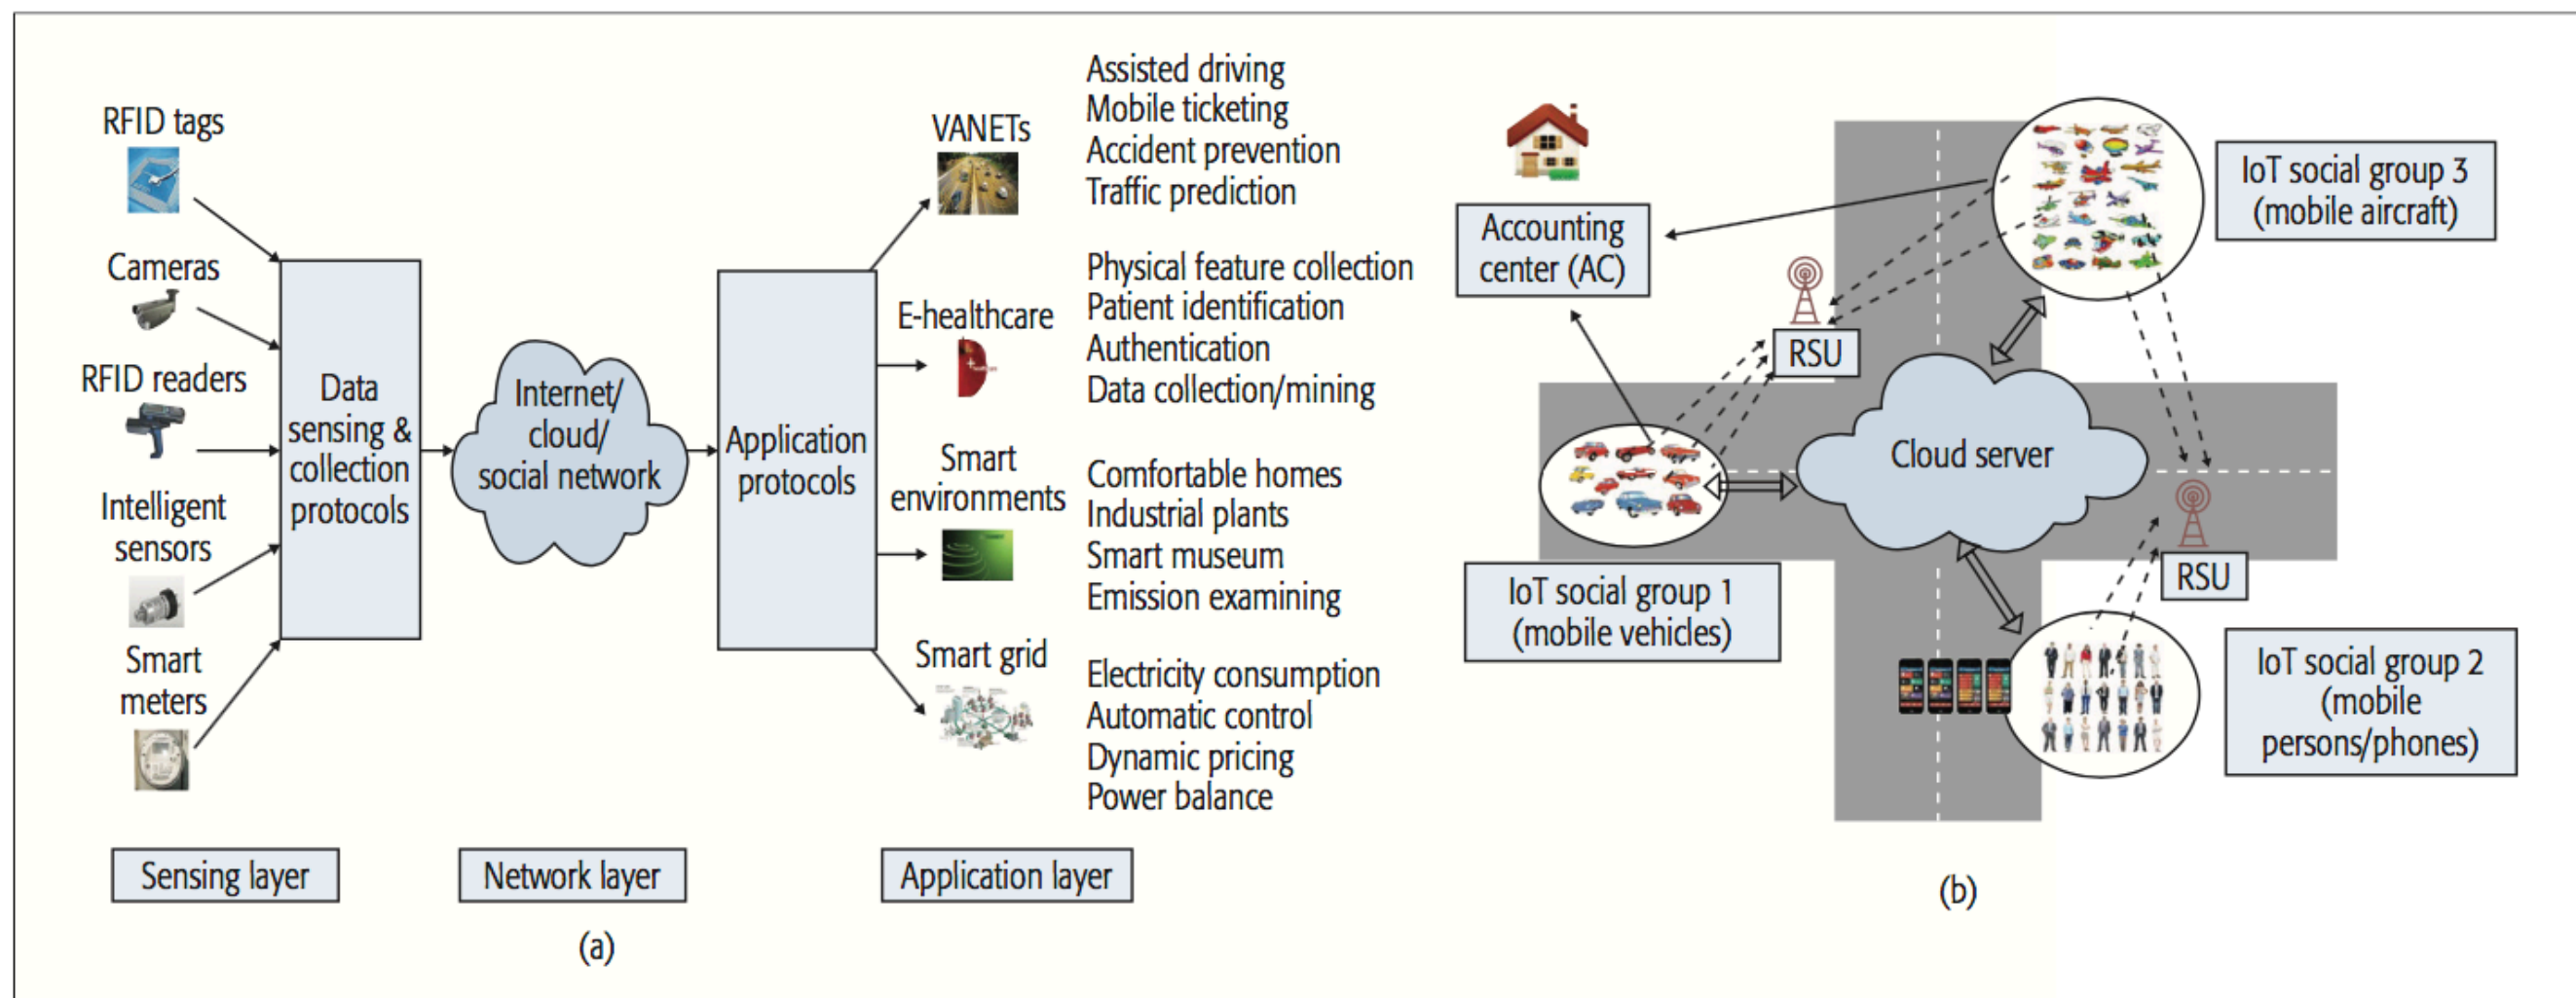 RFID tags
Cameras
RFID readers
Intelligent
sensors
Smart
meters
Data
sensing &
collection
protocols
Internet/
cloud/
social network
Application
protocols
VANETs
E-healthcare
Smart
environments
Smart grid
Assisted driving
Mobile ticketing
Accident prevention
Traffic prediction
Physical feature collection
Patient identification
Authentication
Data collection/mining
Comfortable homes
Industrial plants
Smart museum
Emission examining
Electricity consumption
Automatic control
Dynamic pricing
Power balance
Sensing layer
Network layer
Application layer
(a)
Accounting
center (AC)
RSU
IoT social group 3
(mobile aircraft)
Cloud server
IoT social group 1
(mobile vehicles)
RSU
IoT social group 2
(mobile
persons/phones)
(b)